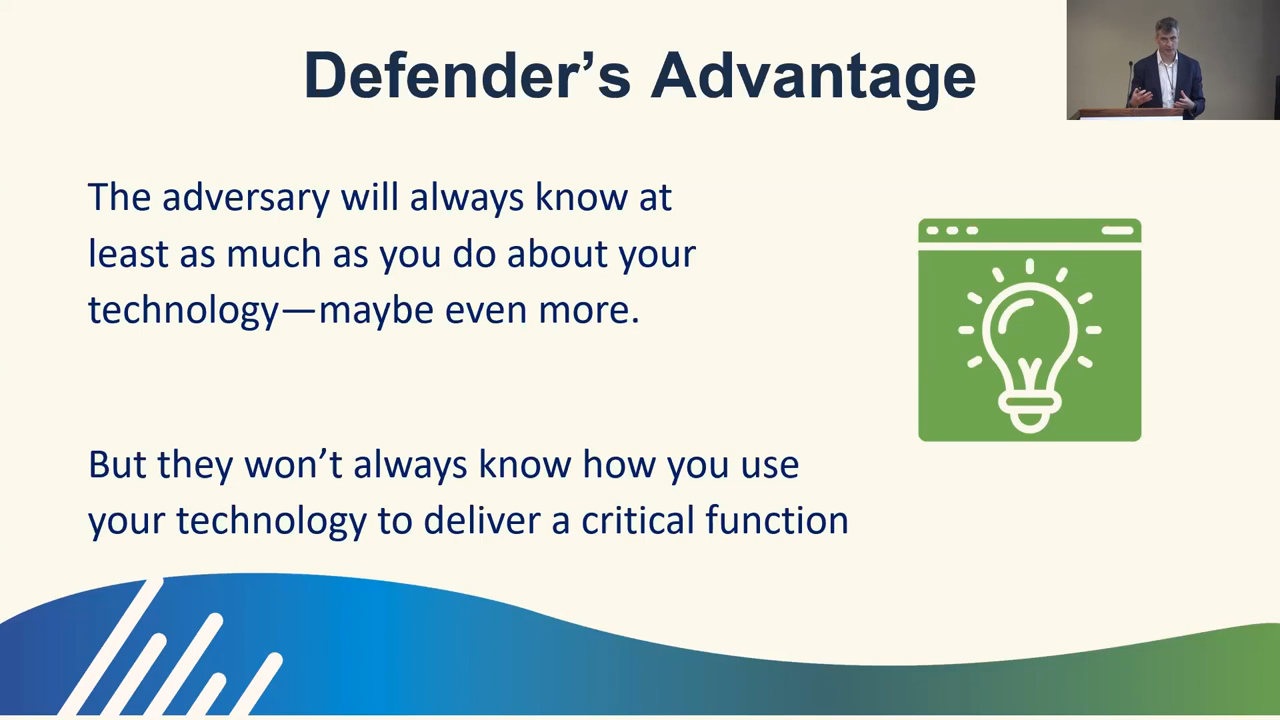 Defender’s Advantage
The adversary will always know at
least as much as you do about your
technology—maybe even more.
But they won’t always know how you use
your technology to deliver a critical function